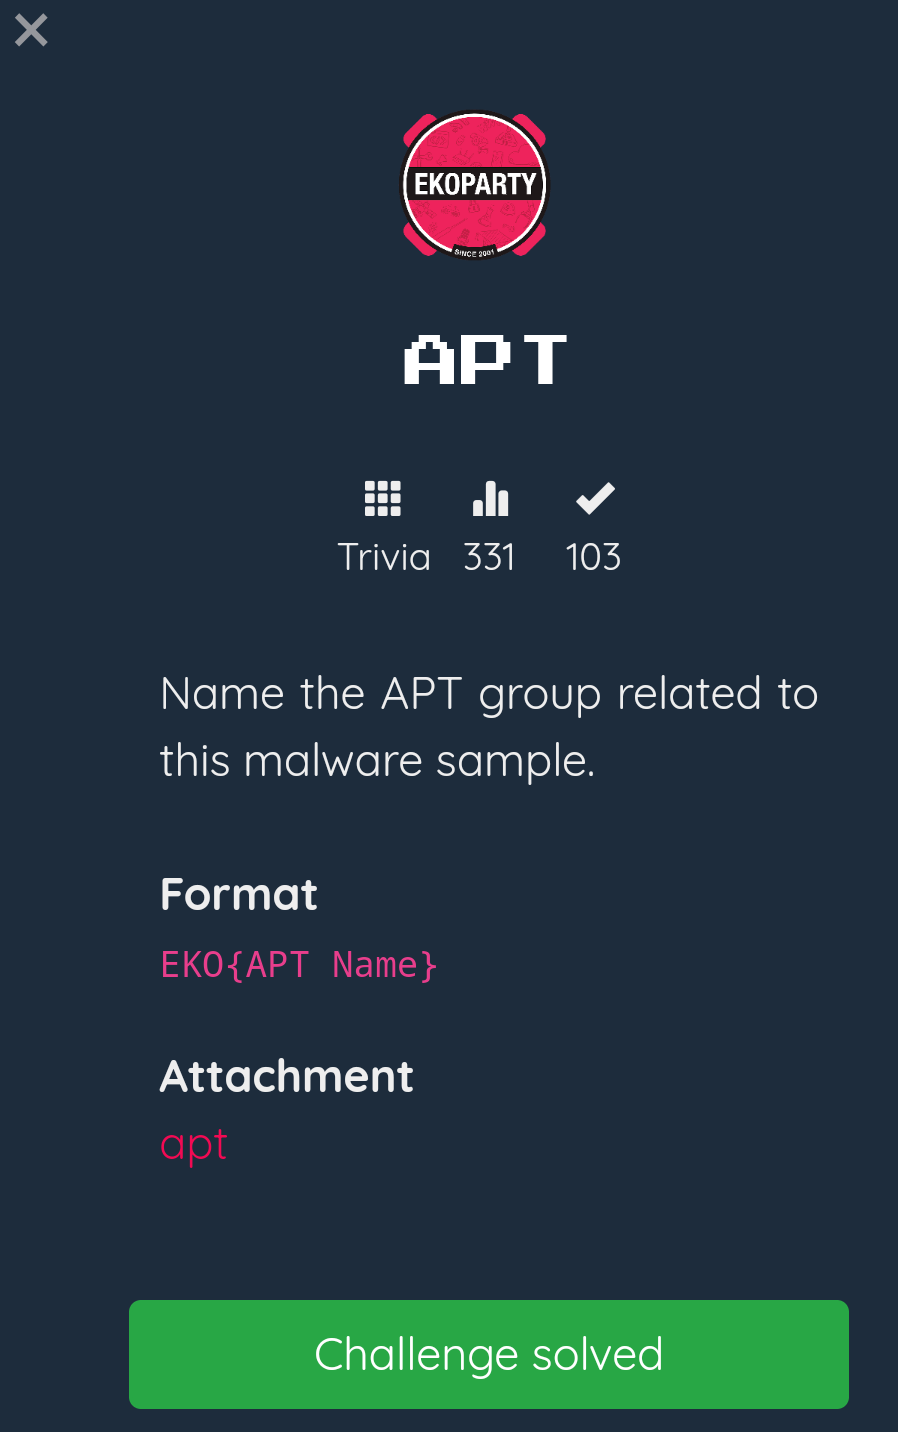 EKOPARTY
SINCE 2001
APT
Trivia 331 103
Name the APT group related to
this malware sample.
Format
EKO{APT Name}
Attachment
apt
Challenge solved